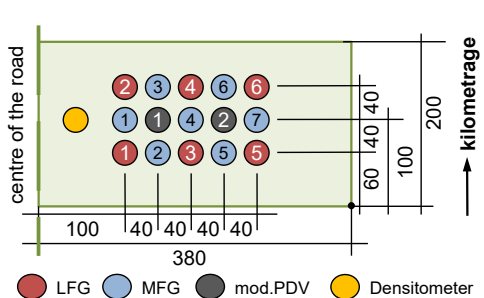 centre of the road
2 3 4 6 6
1 1 4 2 7
1 2 3 5 5
40
40
60
100
200
kilometrage
100 40 40 40 40
380
LFG MFG mod.PDV Densitometer